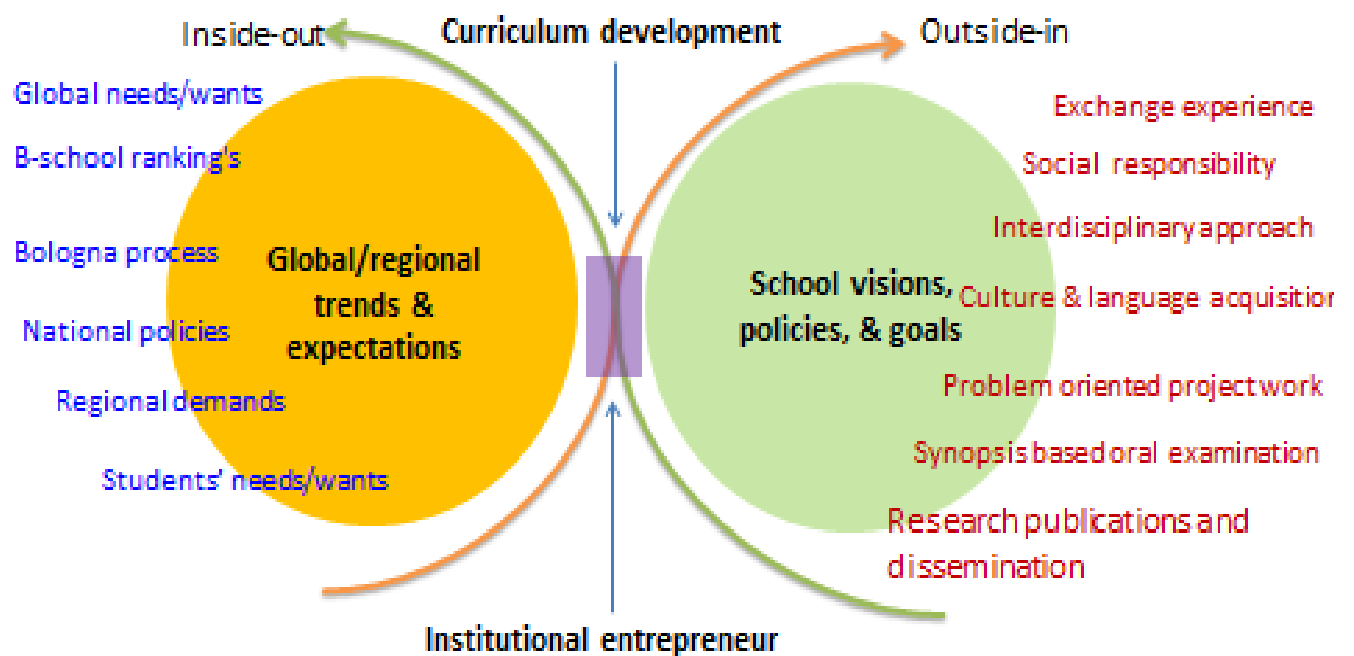 Inside-out
Curriculum development
Outside-in
Global needs/wants
B-school ranking's
Bologna process
National policies
Regional demands
Students' needs/wants
Global/regional
trends &
expectations
School visions,
policies, & goals
Exchange experience
Social responsibility
Interdisciplinary approach
Culture & language acquisition
Problem oriented project work
Synopsis based oral examination
Research publications and
dissemination
Institutional entrepreneur